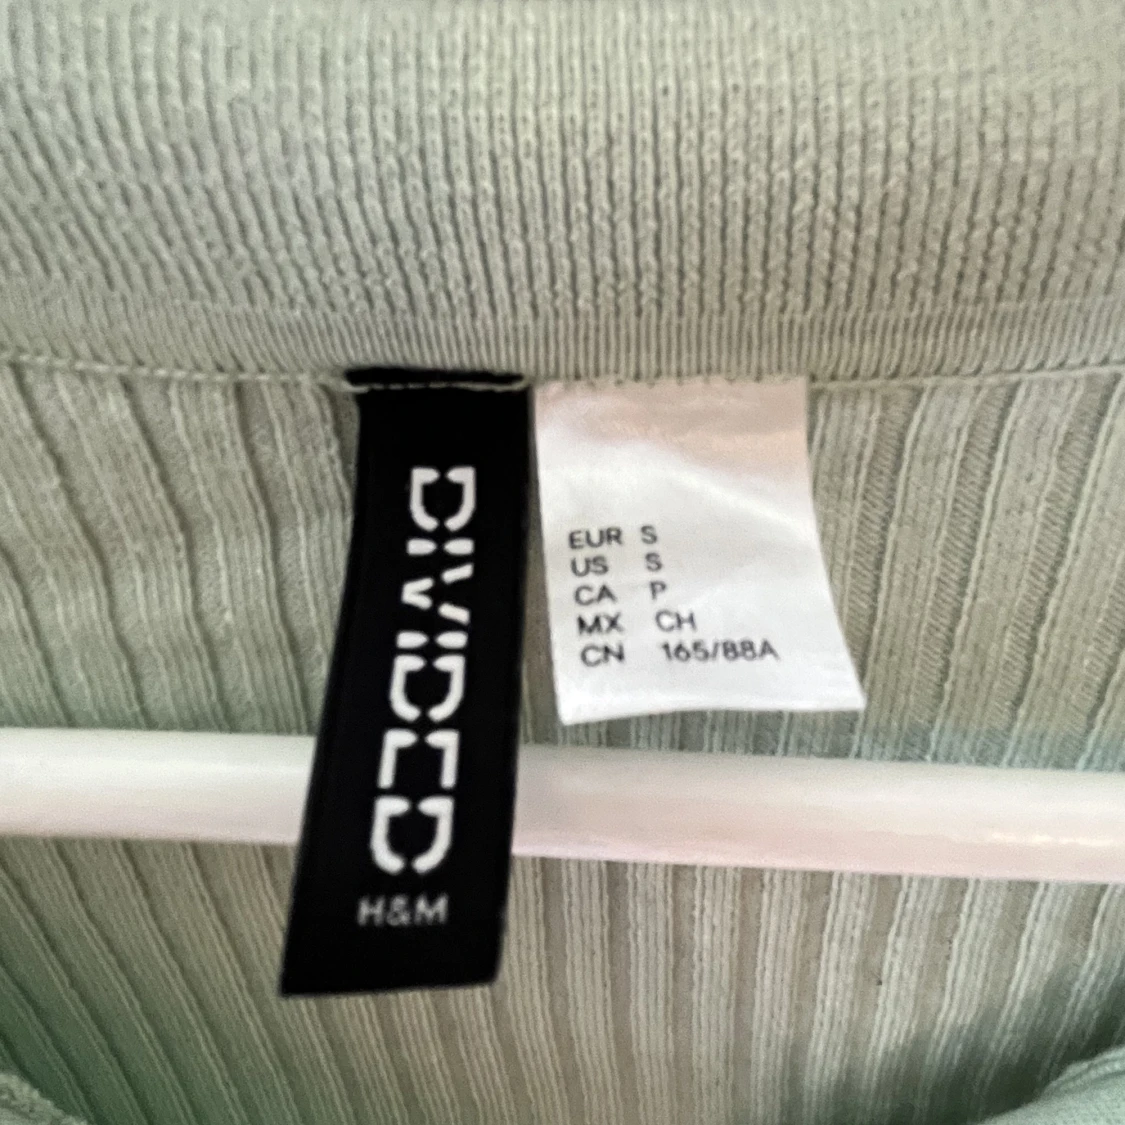 DIVIDED
H&M
EUR S
US S
CA P
MX CH
CN 165/88A